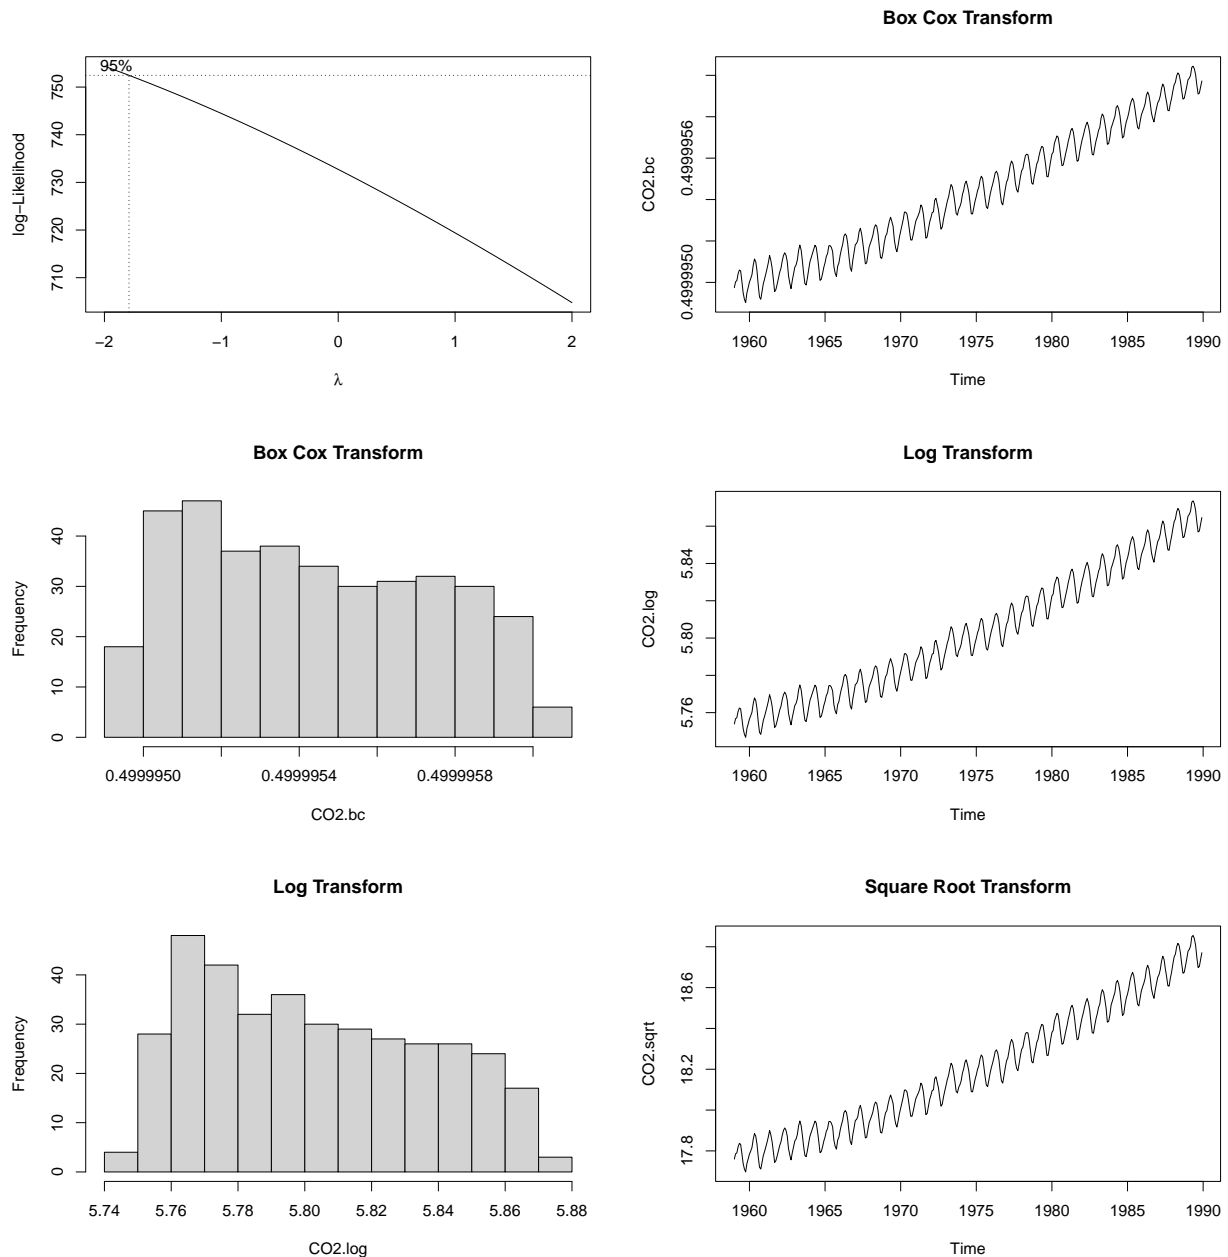 95%
750
740
730
720
710
log−Likelihood
−2 −1 0 1 2
λ
Box Cox Transform
0.4999956
0.4999950
CO2.bc
1960 1965 1970 1975 1980 1985 1990
Time
Box Cox Transform
40
30
20
10
0
Frequency
0.4999950 0.4999954 0.4999958
CO2.bc
Log Transform
5.84
5.80
5.76
CO2.log
1960 1965 1970 1975 1980 1985 1990
Time
Log Transform
40
30
20
10
0
Frequency
5.74 5.76 5.78 5.80 5.82 5.84 5.86 5.88
CO2.log
Square Root Transform
18.6
18.2
17.8
CO2.sqrt
1960 1965 1970 1975 1980 1985 1990
Time